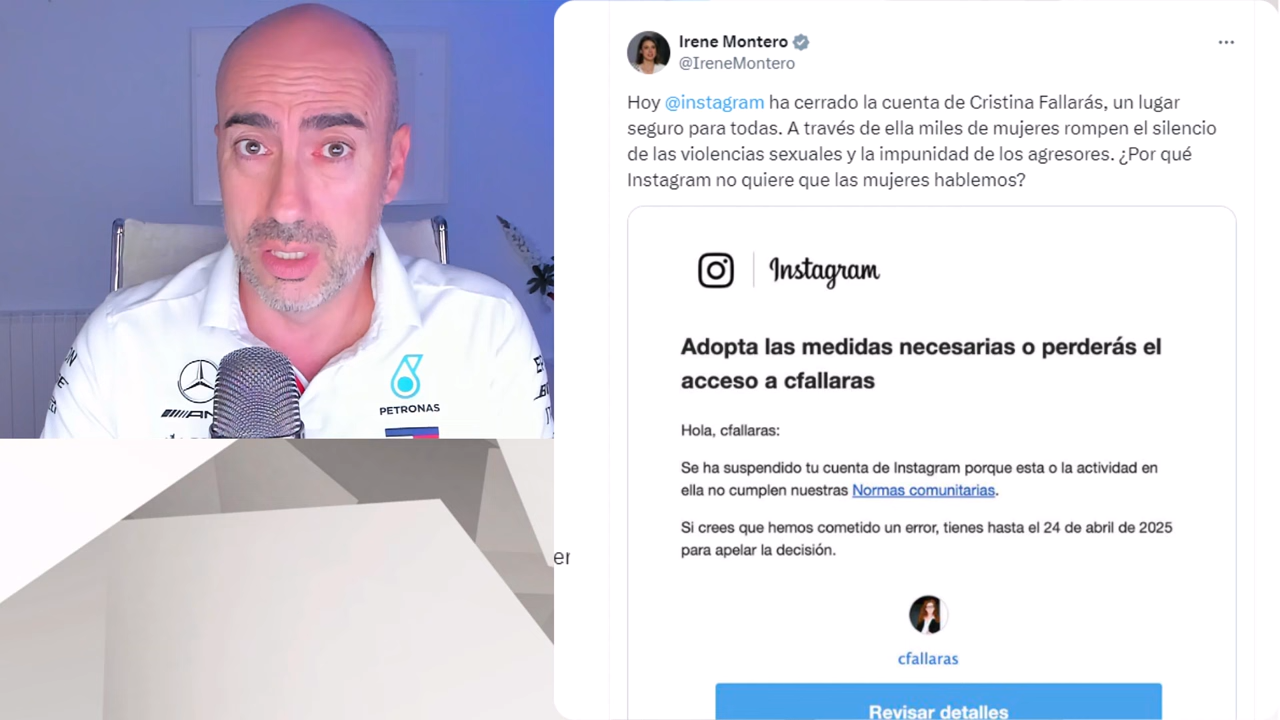 Irene Montero
@IreneMontero
Hoy @instagram ha cerrado la cuenta de Cristina Fallarás, un lugar
seguro para todas. A través de ella miles de mujeres rompen el silencio
de las violencias sexuales y la impunidad de los agresores. ¿Por qué
Instagram no quiere que las mujeres hablemos?
Instagram
Adopta las medidas necesarias o perderás el
acceso a cfallaras
Hola, cfallaras:
Se ha suspendido tu cuenta de Instagram porque esta o la actividad en
ella no cumplen nuestras Normas comunitarias.
Si crees que hemos cometido un error, tienes hasta el 24 de abril de 2025
para apelar la decisión.
cfallaras
Revisar detalles
PETRONAS
er